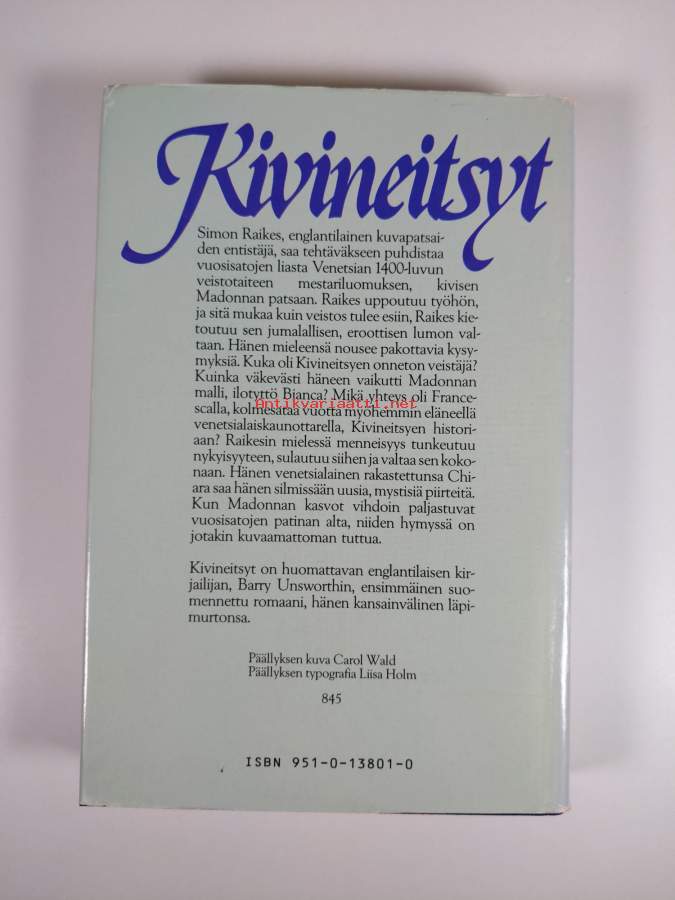 Kivineitsyt
Simon Raikes, englantilainen kuvapatsai-
den entistäjä, saa tehtäväkseen puhdistaa
vuosisatojen liasta Venetsian 1400-luvun
veistotaiteen mestariluomuksen, kivisen
Madonnan patsaan. Raikes uppoutuu työhön,
ja sitä mukaa kuin veistos tulee esiin, Raikes kie-
toutuu sen jumalallisen, eroottisen lumon val-
taan. Hänen mieleensä nousee pakottavia kysy-
myksiä. Kuka oli Kivineitsyen onneton veistäjä?
Kuinka väkevästi häneen vaikutti Madonnan
malli, ilotyttö Bianca? Mikä yhteys oli France-
Antikvariaatti.net
scalla, kolmesataa vuotta myöhemmin eläneellä
venetsialaiskaunottarella, Kivineitsyen histori-
aan? Raikesin mielessä menneisyys tunkeutuu
nykyisyyteen, sulautuu siihen ja valtaa sen koko-
naan. Hänen venetsialainen rakastettunsa Chi-
ara saa hänen silmissään uusia, mystisiä piirteitä.
Kun Madonnan kasvot vihdoin paljastuvat
vuosisatojen patinan alta, niiden hymyssä on
jotakin kuvaamattoman tuttua.
Kivineitsyt on huomattavan englantilaisen kir-
jailijan, Barry Unsworthin, ensimmäinen suo-
mennettu romaani, hänen kansainvälinen läpi-
murtonsa.
Päällyksen kuva Carol Wald
Päällyksen typografia Liisa Holm
845
ISBN 951-0-13801-0